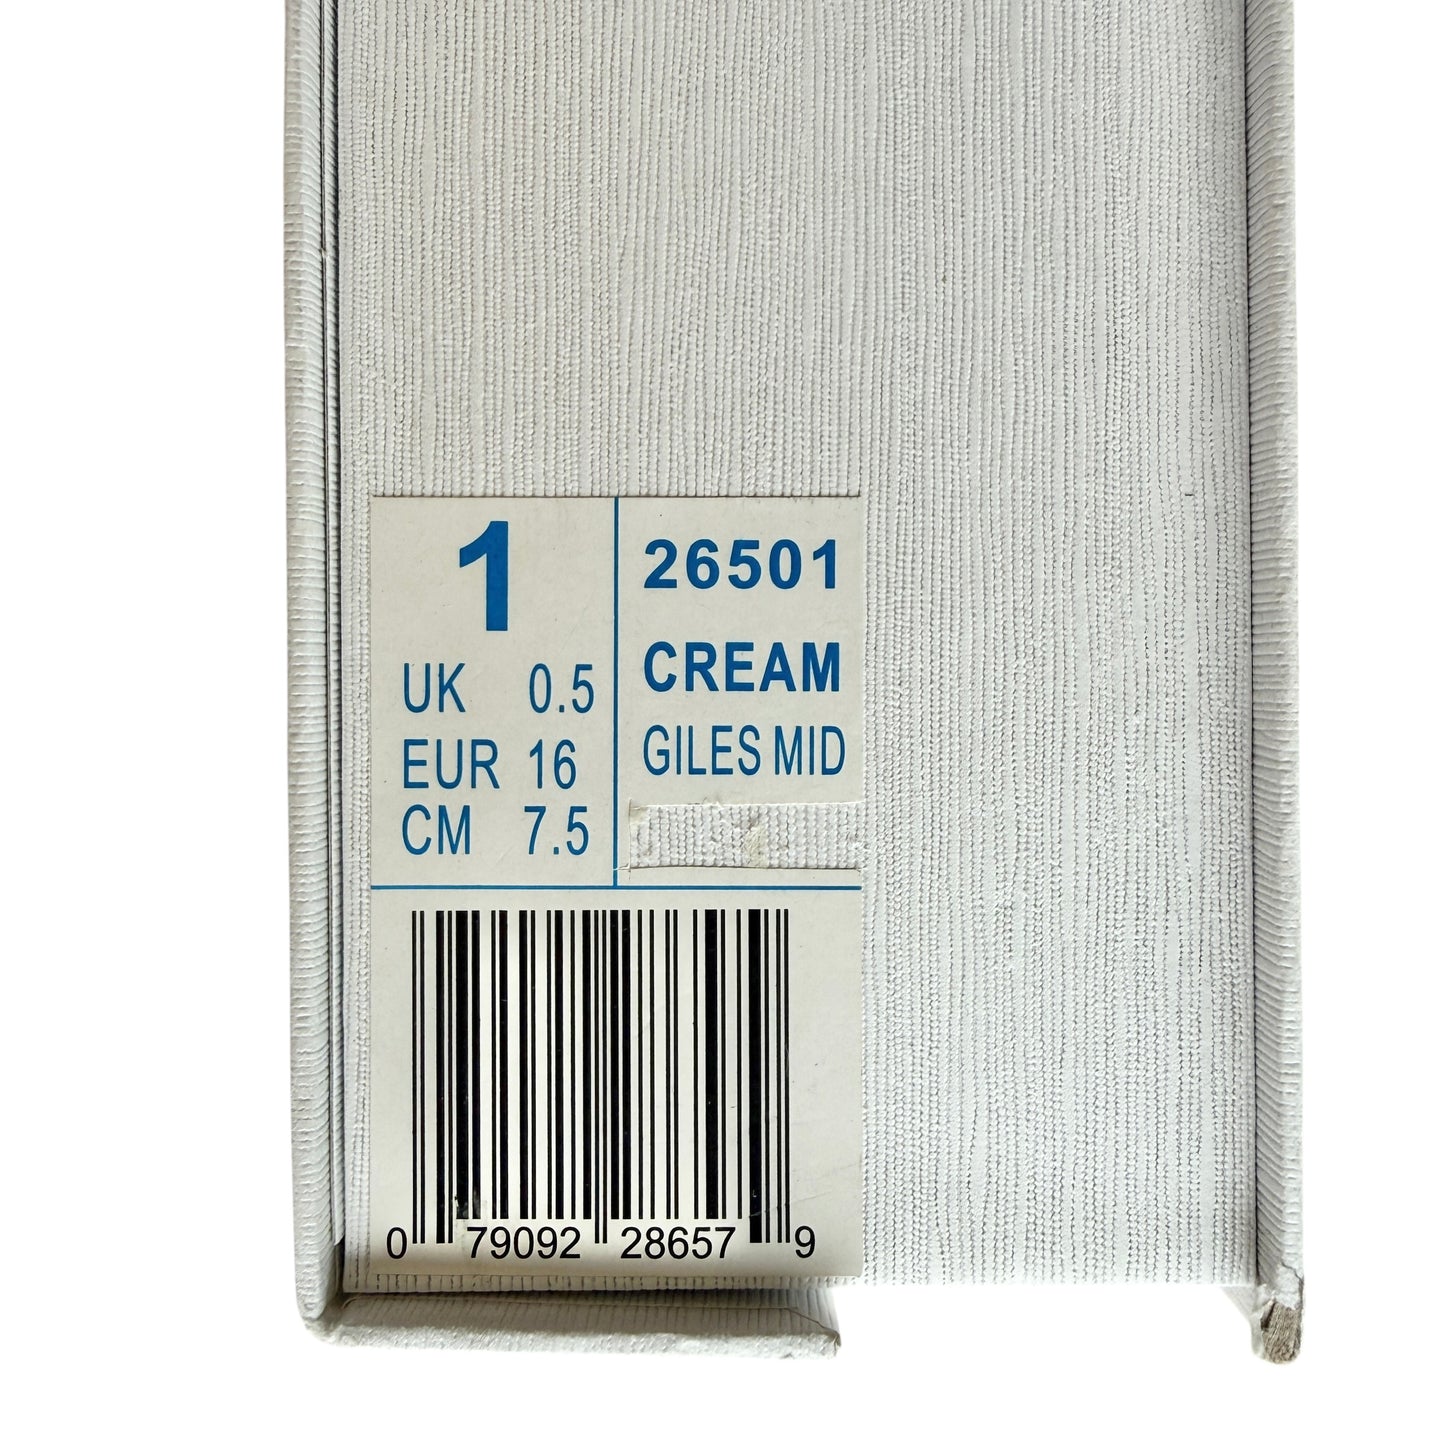 1
UK 0.5
EUR 16
CM 7.5
26501
CREAM
GILES MID
0 79092 28657 9